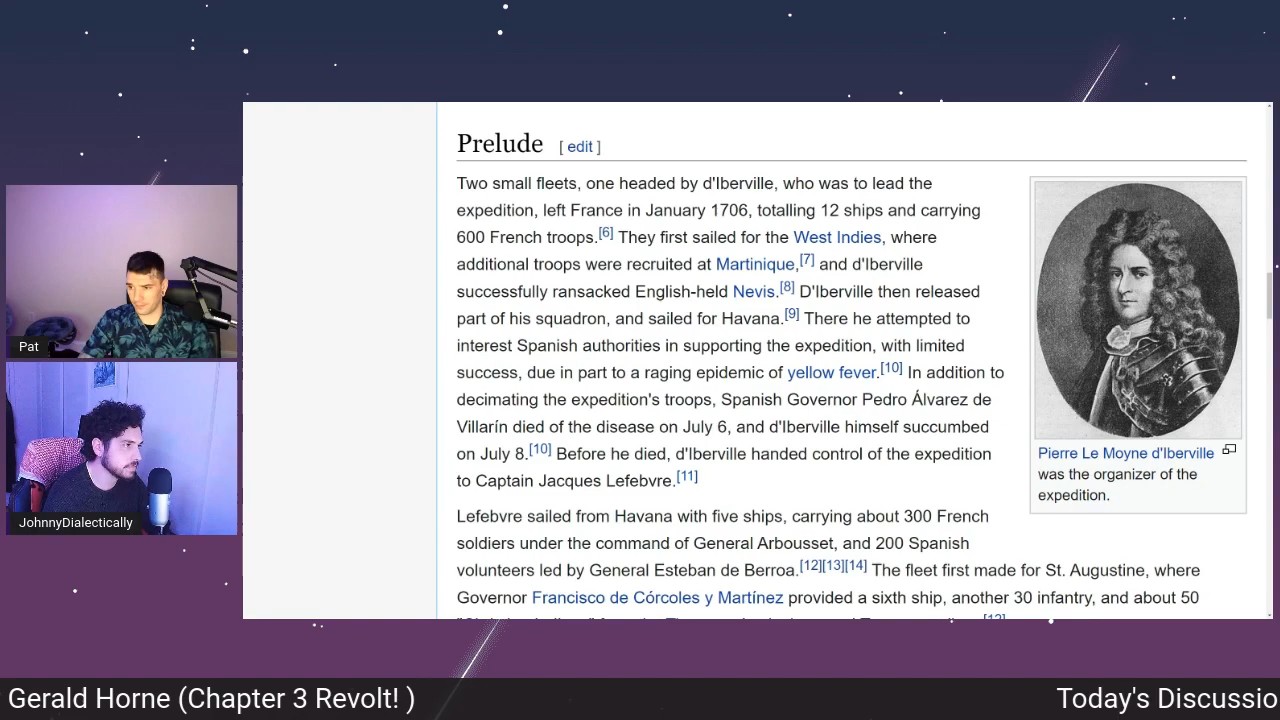 Prelude [ edit ]
Two small fleets, one headed by d'Iberville, who was to lead the
expedition, left France in January 1706, totalling 12 ships and carrying
600 French troops.[6] They first sailed for the West Indies, where
additional troops were recruited at Martinique,[7] and d'Iberville
successfully ransacked English-held Nevis.[8] D'Iberville then released
part of his squadron, and sailed for Havana.[9] There he attempted to
interest Spanish authorities in supporting the expedition, with limited
success, due in part to a raging epidemic of yellow fever.[10] In addition to
decimating the expedition's troops, Spanish Governor Pedro Álvarez de
Villarín died of the disease on July 6, and d'Iberville himself succumbed
on July 8.[10] Before he died, d'Iberville handed control of the expedition
to Captain Jacques Lefebvre.[11]
Pierre Le Moyne d'Iberville
was the organizer of the
expedition.
Lefebvre sailed from Havana with five ships, carrying about 300 French
soldiers under the command of General Arbousset, and 200 Spanish
volunteers led by General Esteban de Berroa.[12][13][14] The fleet first made for St. Augustine, where
Governor Francisco de Córcoles y Martínez provided a sixth ship, another 30 infantry, and about 50
Pat
JohnnyDialectically
Gerald Horne (Chapter 3 Revolt! )
Today's Discussio